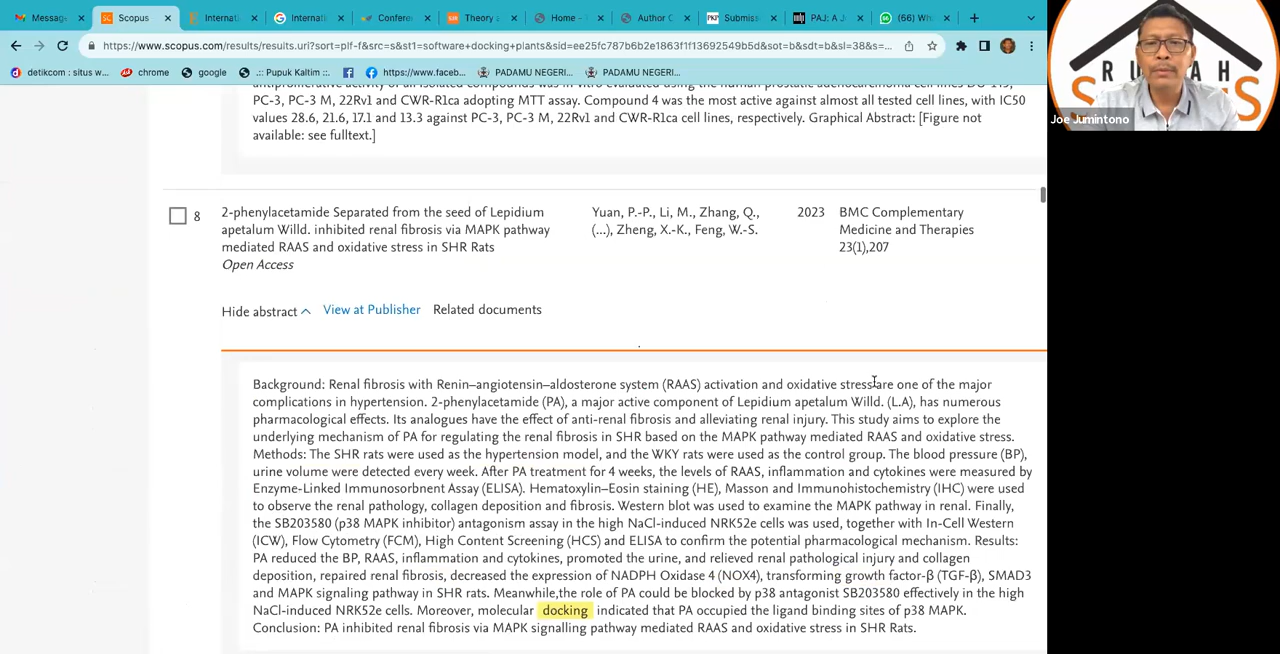 Message
Scopus
Internati
Internati
Confere
Theory a
Home -
Author C
Submiss
PAJ: A J
(66) Wh
https://www.scopus.com/results/results.uri?sort=plf-f&src=s&st1=software+docking+plants&sid=ee25fc787b6b2e1863f1f13692549b5d&sot=b&sdt=b&sl=38&s=...
detikcom : situs w...
chrome
google
.:: Pupuk Kaltim ::.
https://www.faceb...
PADAMU NEGERI...
PADAMU NEGERI...
PC-3, PC-3 M, 22Rv1 and CWR-R1ca adopting MTT assay. Compound 4 was the most active against almost all tested cell lines, with IC50
values 28.6, 21.6, 17.1 and 13.3 against PC-3, PC-3 M, 22Rv1 and CWR-R1ca cell lines, respectively. Graphical Abstract: [Figure not
available: see fulltext.]
8
2-phenylacetamide Separated from the seed of Lepidium
apetalum Willd. inhibited renal fibrosis via MAPK pathway
mediated RAAS and oxidative stress in SHR Rats
Open Access
Yuan, P.-P., Li, M., Zhang, Q.,
(...), Zheng, X.-K., Feng, W.-S.
2023
BMC Complementary
Medicine and Therapies
23(1),207
Hide abstract
View at Publisher
Related documents
Background: Renal fibrosis with Renin–angiotensin–aldosterone system (RAAS) activation and oxidative stress are one of the major
complications in hypertension. 2-phenylacetamide (PA), a major active component of Lepidium apetalum Willd. (L.A), has numerous
pharmacological effects. Its analogues have the effect of anti-renal fibrosis and alleviating renal injury. This study aims to explore the
underlying mechanism of PA for regulating the renal fibrosis in SHR based on the MAPK pathway mediated RAAS and oxidative stress.
Methods: The SHR rats were used as the hypertension model, and the WKY rats were used as the control group. The blood pressure (BP),
urine volume were detected every week. After PA treatment for 4 weeks, the levels of RAAS, inflammation and cytokines were measured by
Enzyme-Linked Immunosorbnent Assay (ELISA). Hematoxylin–Eosin staining (HE), Masson and Immunohistochemistry (IHC) were used
to observe the renal pathology, collagen deposition and fibrosis. Western blot was used to examine the MAPK pathway in renal. Finally,
the SB203580 (p38 MAPK inhibitor) antagonism assay in the high NaCl-induced NRK52e cells was used, together with In-Cell Western
(ICW), Flow Cytometry (FCM), High Content Screening (HCS) and ELISA to confirm the potential pharmacological mechanism. Results:
PA reduced the BP, RAAS, inflammation and cytokines, promoted the urine, and relieved renal pathological injury and collagen
deposition, repaired renal fibrosis, decreased the expression of NADPH Oxidase 4 (NOX4), transforming growth factor-β (TGF-β), SMAD3
and MAPK signaling pathway in SHR rats. Meanwhile,the role of PA could be blocked by p38 antagonist SB203580 effectively in the high
NaCl-induced NRK52e cells. Moreover, molecular docking indicated that PA occupied the ligand binding sites of p38 MAPK.
Conclusion: PA inhibited renal fibrosis via MAPK signalling pathway mediated RAAS and oxidative stress in SHR Rats.
Joe Jumintono